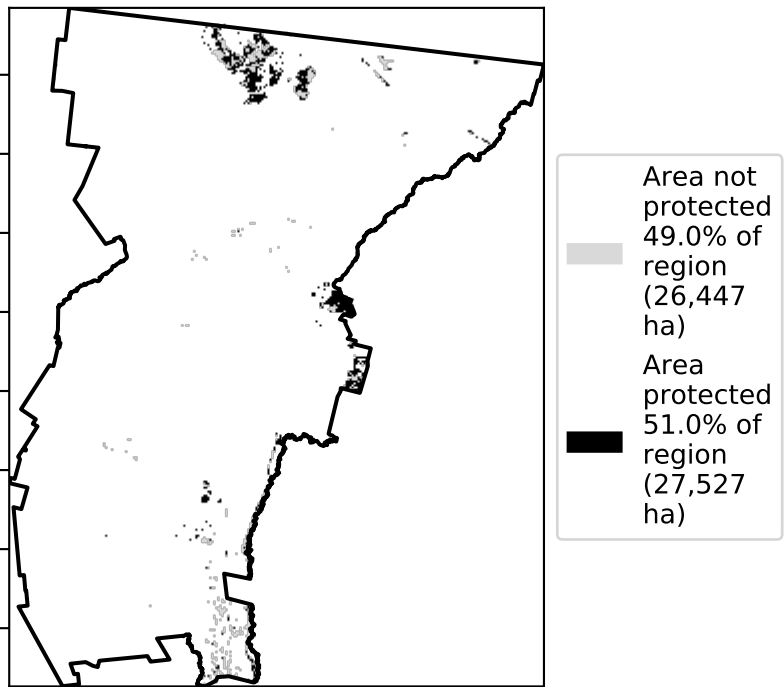 Area not
protected
49.0% of
region
(26,447
ha)
Area
protected
51.0% of
region
(27,527
ha)